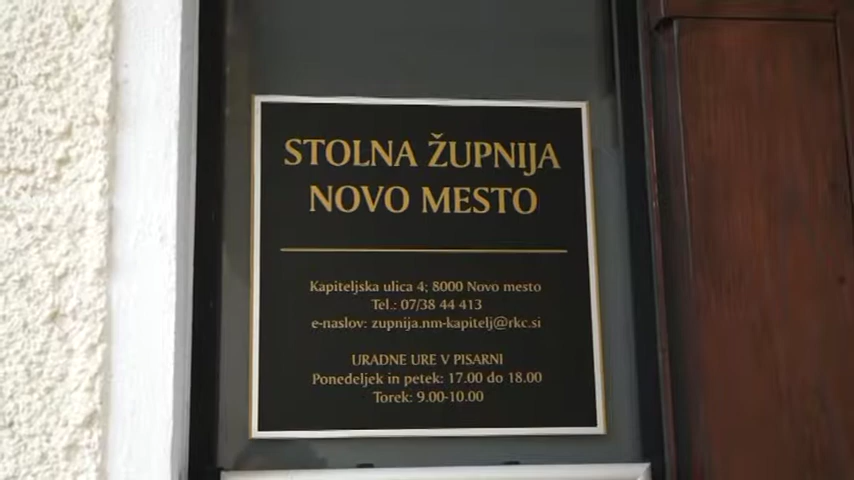 STOLNA ŽUPNIJA
NOVO MESTO
Kapiteljska ulica 4; 8000 Novo mesto
Tel.: 07/38 44 413
e-naslov: zupnija.nm-kapitelj@rkc.si
URADNE URE V PISARNI
Ponedeljek in petek: 17.00 do 18.00
Torek: 9.00-10.00